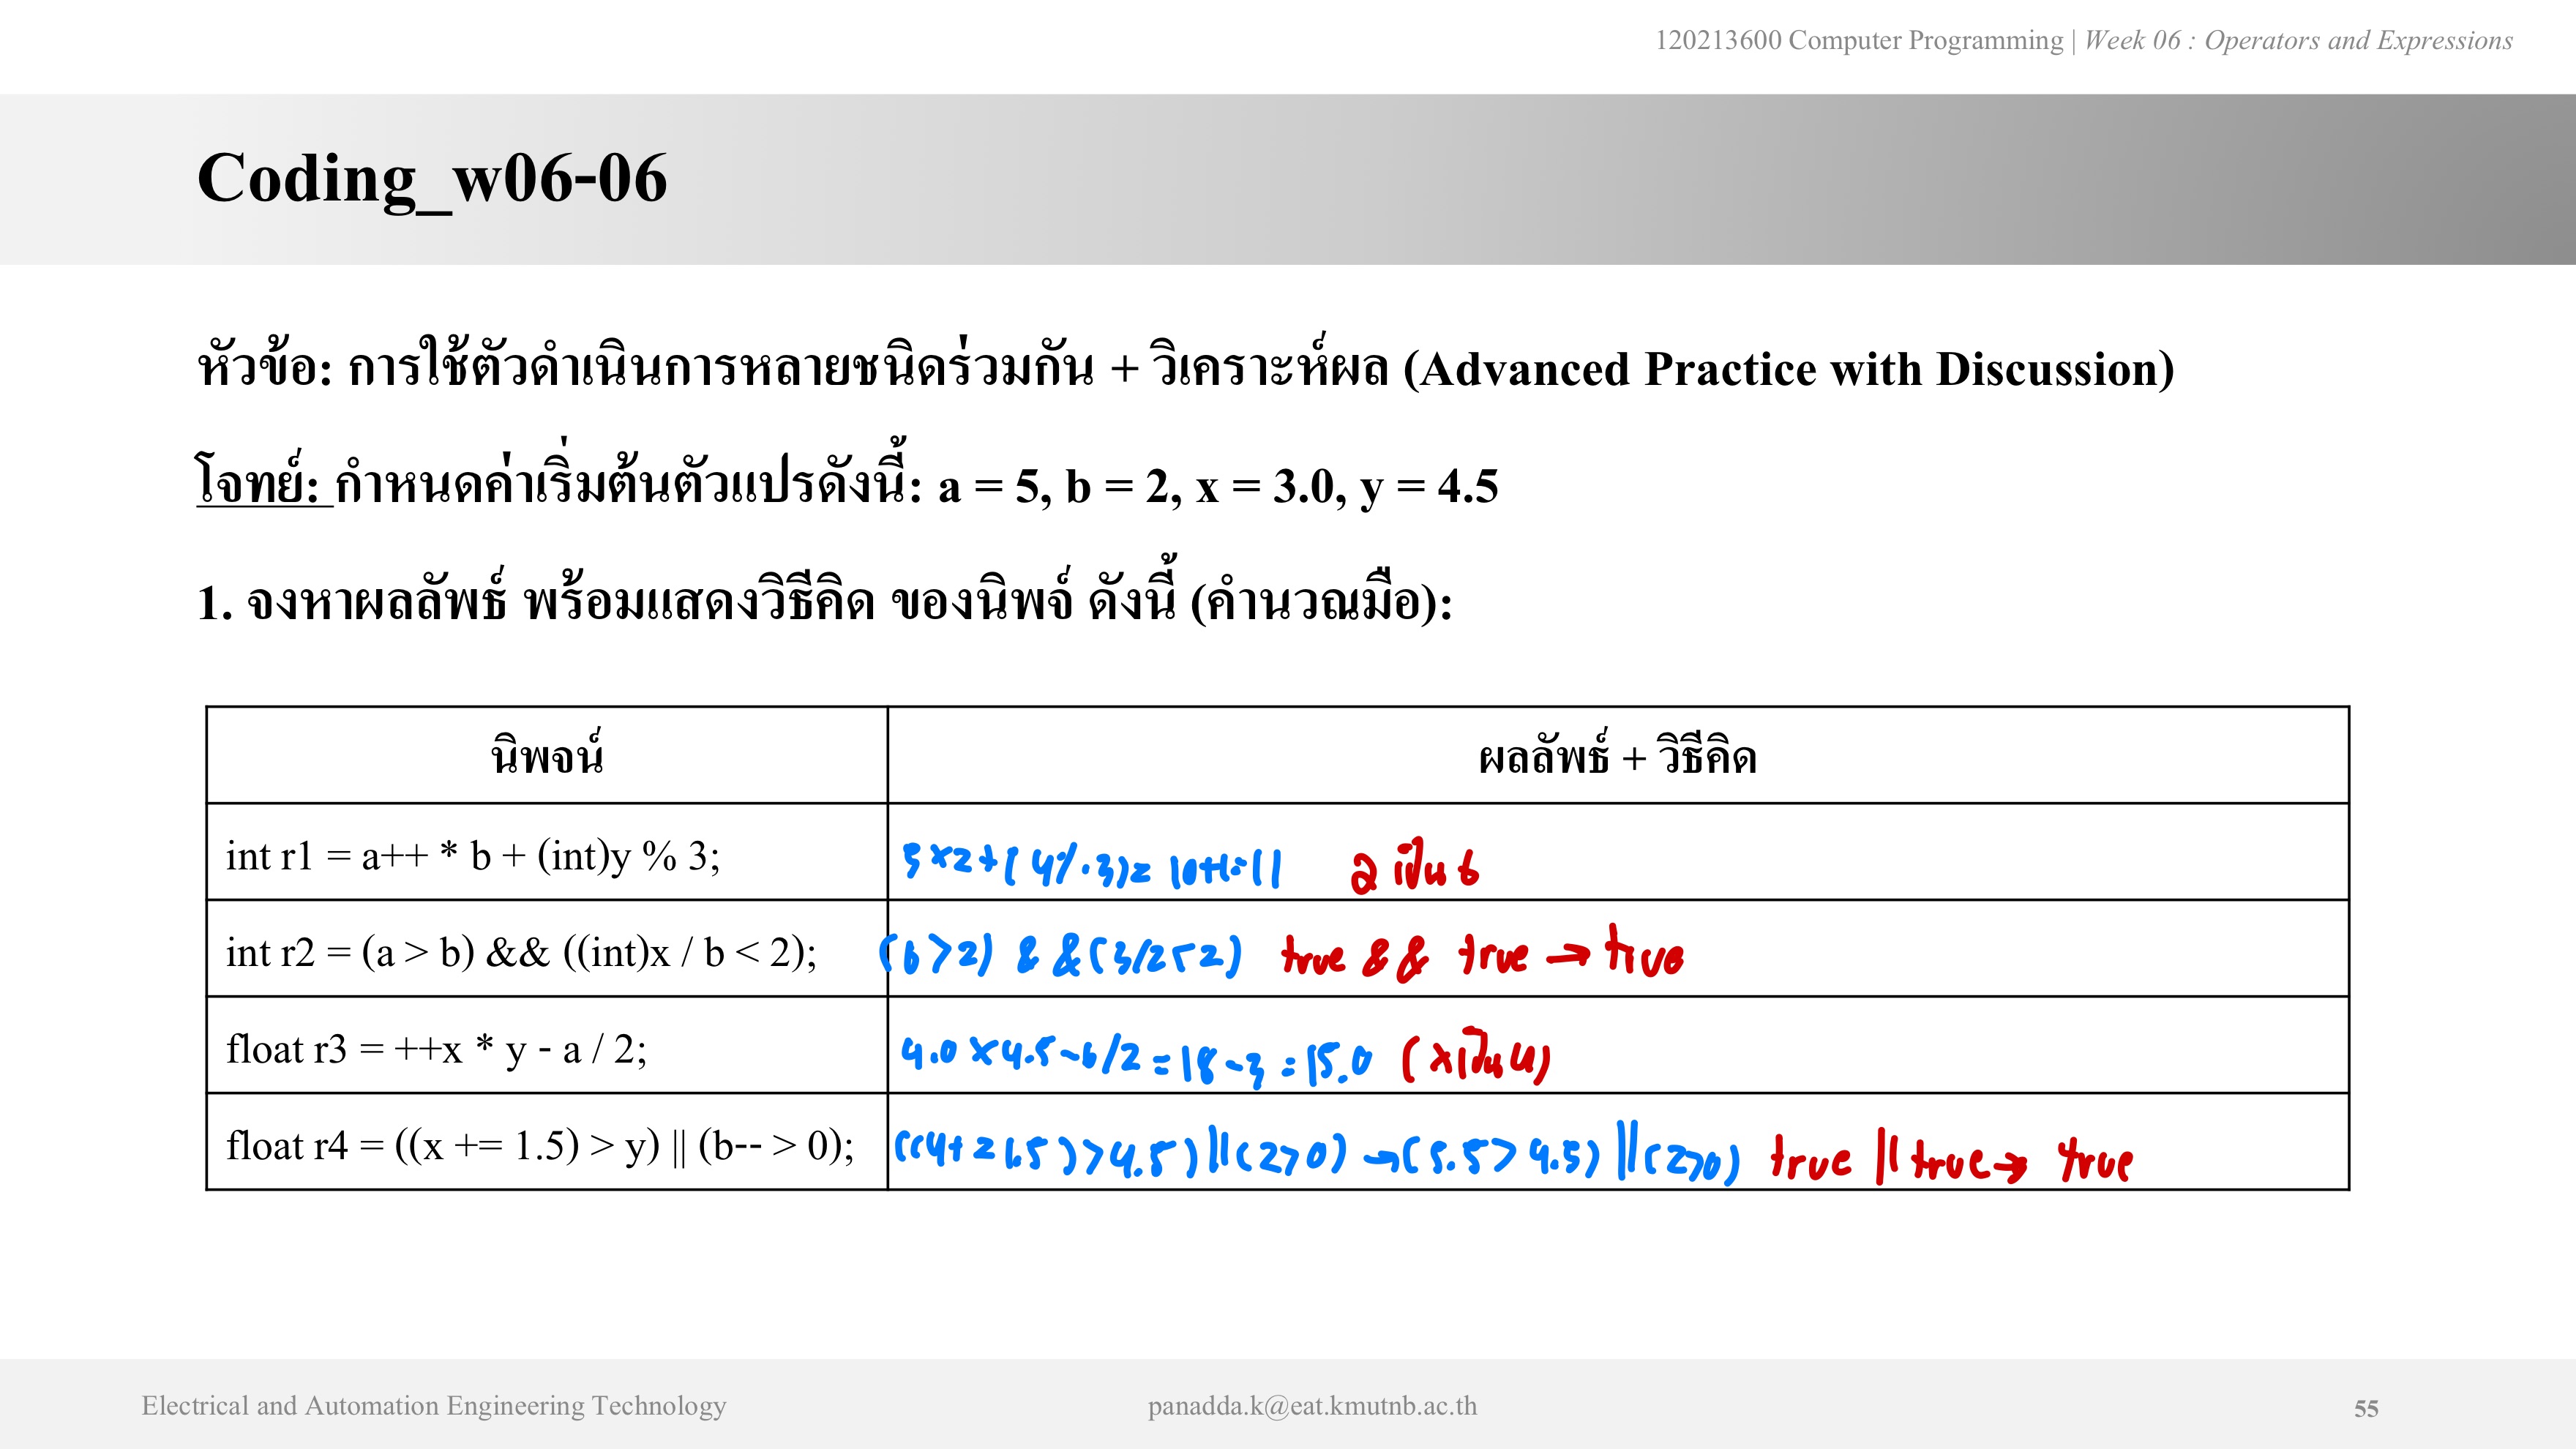 120213600 Computer Programming | Week 06 : Operators and Expressions
Coding_w06-06
หัวข้อ: การใช้ตัวดำเนินการหลายชนิดร่วมกัน + วิเคราะห์ผล (Advanced Practice with Discussion)
โจทย์: กำหนดค่าเริ่มต้นตัวแปรดังนี้: a = 5, b = 2, x = 3.0, y = 4.5
1. จงหาผลลัพธ์ พร้อมแสดงวิธีคิด ของนิพจ์ ดังนี้ (คำนวณมือ):
นิพจน์ ผลลัพธ์ + วิธีคิด
int r1 = a++ * b + (int)y % 3; 5×2+(4%3)= 10+1=11 a เป็น 6
int r2 = (a > b) && ((int)x / b < 2); (6>2) && (3/2<2) true && true → true
float r3 = ++x * y - a / 2; 4.0×4.5-6/2=18-3=15.0 (x เป็น 4)
float r4 = ((x += 1.5) > y) || (b-- > 0); ((4+=1.5)>4.5)||(2>0) →(5.5>4.5)||(2>0) true || true→ true
Electrical and Automation Engineering Technology panadda.k@eat.kmutnb.ac.th 55